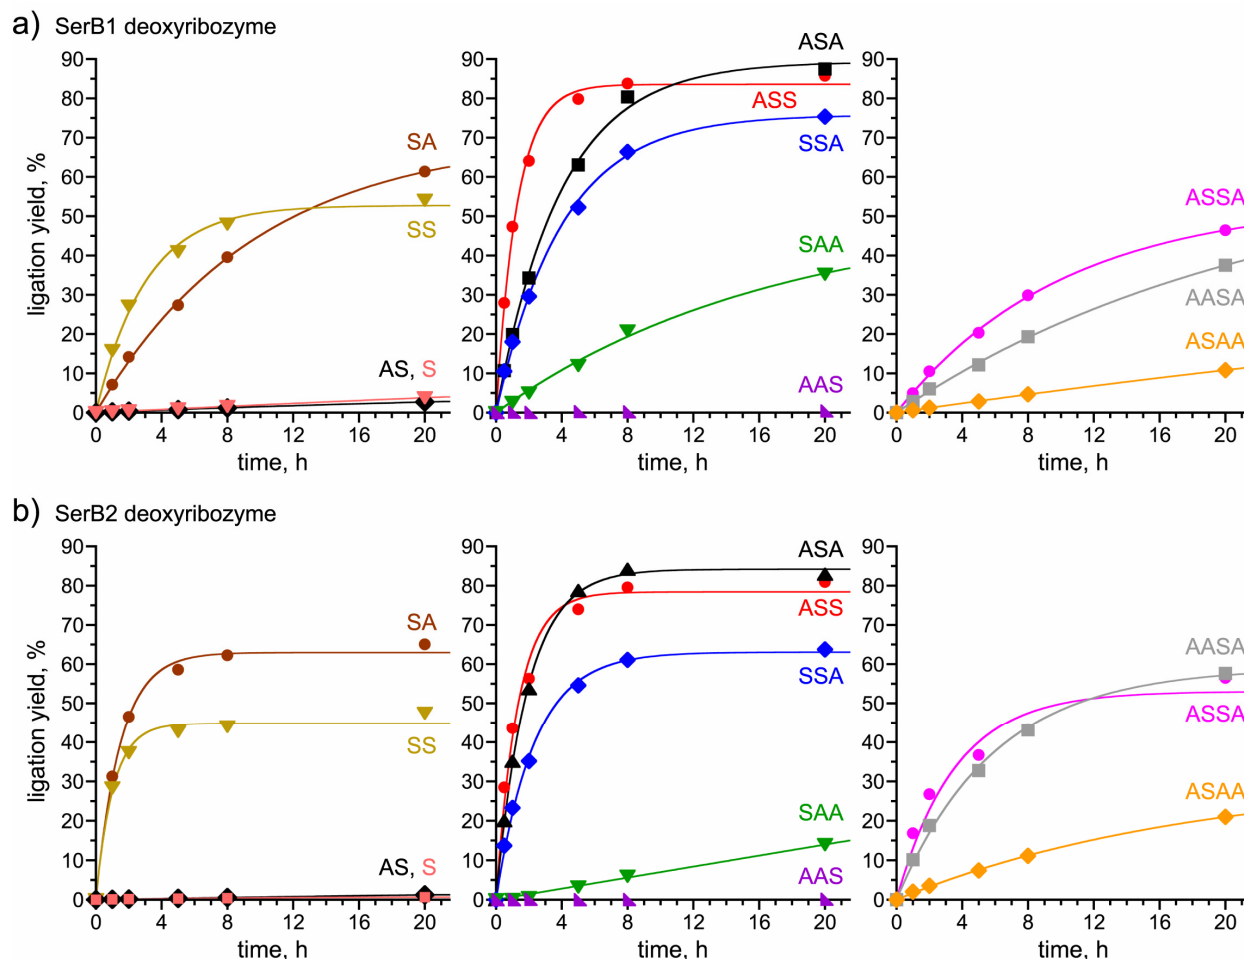 a) SerB1 deoxyribozyme
ligation yield, %
90
80
70
60
50
40
30
20
10
0
SA
SS
AS, S
0 4 8 12 16 20
time, h
ASA
ASS
SSA
SAA
AAS
90
80
70
60
50
40
30
20
10
0
0 4 8 12 16 20
time, h
ASSA
AASA
ASAA
90
80
70
60
50
40
30
20
10
0
0 4 8 12 16 20
time, h
b) SerB2 deoxyribozyme
ligation yield, %
90
80
70
60
50
40
30
20
10
0
SA
SS
AS, S
0 4 8 12 16 20
time, h
ASA
ASS
SSA
SAA
AAS
90
80
70
60
50
40
30
20
10
0
0 4 8 12 16 20
time, h
AASA
ASSA
ASAA
90
80
70
60
50
40
30
20
10
0
0 4 8 12 16 20
time, h